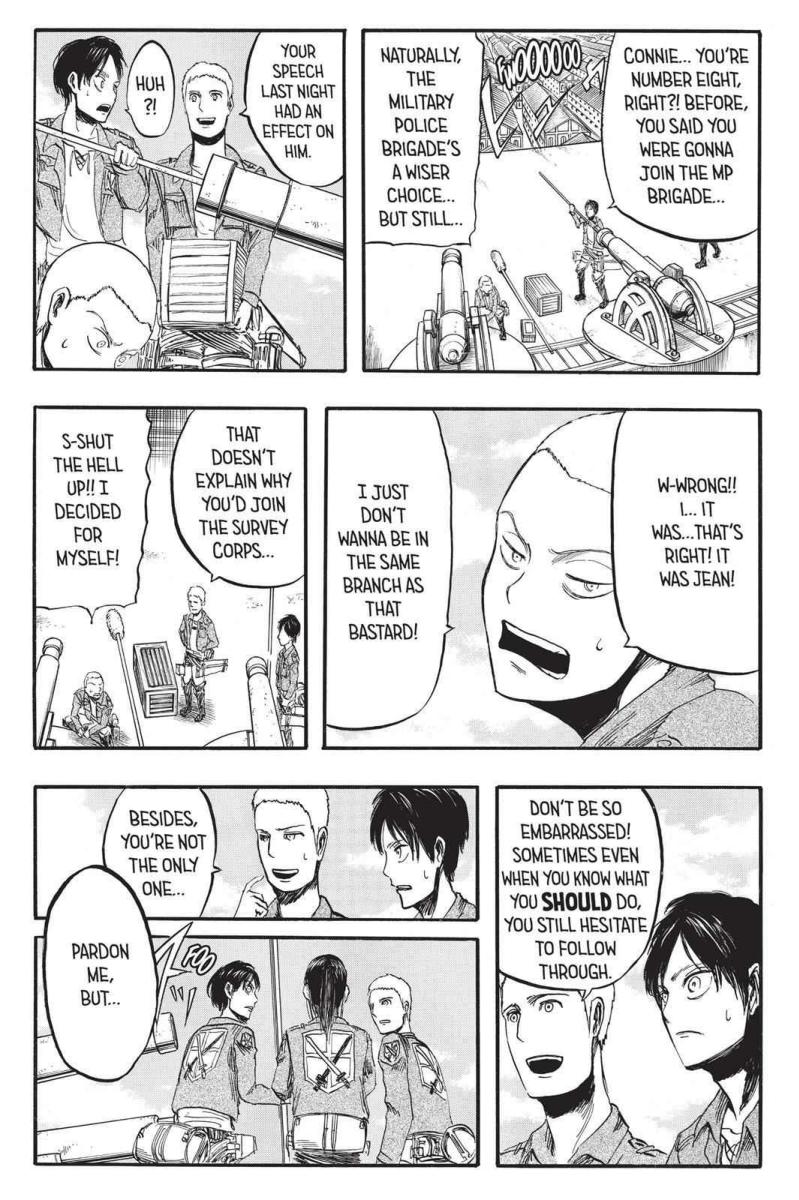 CONNIE... YOU'RE
NUMBER EIGHT,
RIGHT?! BEFORE,
YOU SAID YOU
WERE GONNA
JOIN THE MP
BRIGADE...
FWOOOOOO
NATURALLY,
THE
MILITARY
POLICE
BRIGADE'S
A WISER
CHOICE...
BUT STILL...
YOUR
SPEECH
LAST NIGHT
HAD AN
EFFECT ON
HIM.
HUH
?!
W-WRONG!!
I... IT
WAS...THAT'S
RIGHT! IT
WAS JEAN!
I JUST
DON'T
WANNA BE IN
THE SAME
BRANCH AS
THAT
BASTARD!
THAT
DOESN'T
EXPLAIN WHY
YOU'D JOIN
THE SURVEY
CORPS...
S-SHUT
THE HELL
UP!! I
DECIDED
FOR
MYSELF!
DON'T BE SO
EMBARRASSED!
SOMETIMES EVEN
WHEN YOU KNOW WHAT
YOU SHOULD DO,
YOU STILL HESITATE
TO FOLLOW
THROUGH.
BESIDES,
YOU'RE NOT
THE ONLY
ONE...
FOO
PARDON
ME,
BUT...